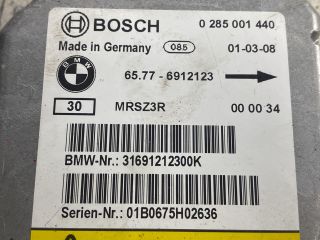 BOSCH 0 285 001 440
Made in Germany 085 01-03-08
BMW 65.77 - 6912123
30 MRSZ3R 00 00 34
BMW-Nr.: 31691212300K
Serien-Nr.: 01B0675H02636